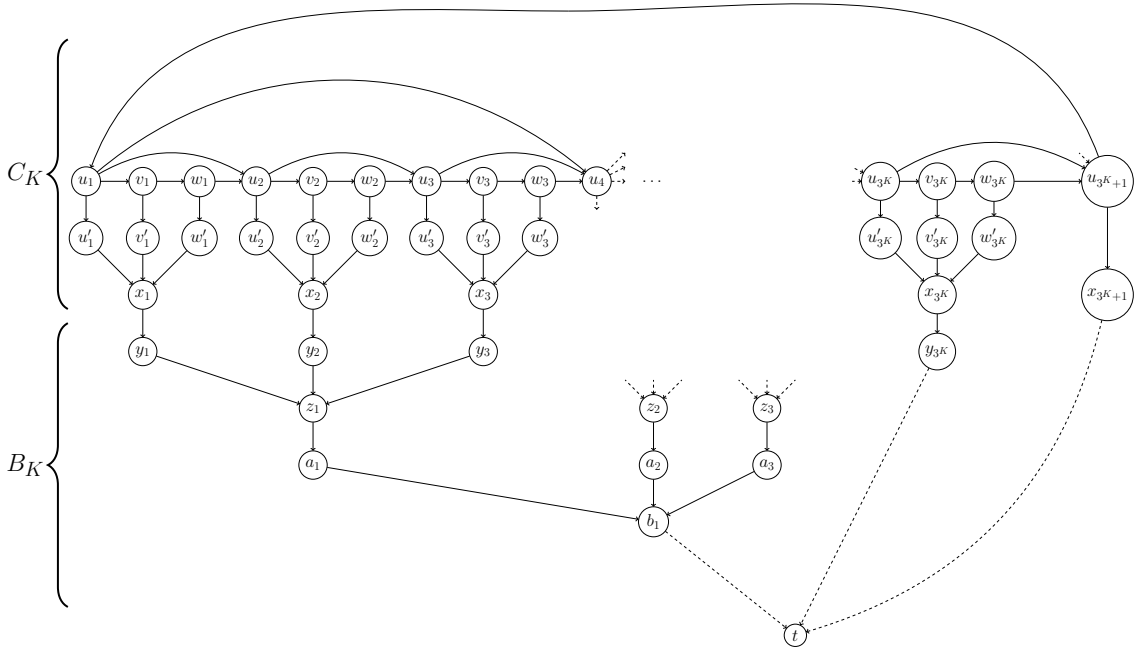 C_K
u_1 v_1 w_1 u_2 v_2 w_2 u_3 v_3 w_3 u_4 ... u_{3^K} v_{3^K} w_{3^K} u_{3^K+1}
u'_1 v'_1 w'_1 u'_2 v'_2 w'_2 u'_3 v'_3 w'_3 u'_{3^K} v'_{3^K} w'_{3^K}
x_1 x_2 x_3 x_{3^K} x_{3^K+1}
y_1 y_2 y_3 y_{3^K}
z_1 z_2 z_3
B_K
a_1 a_2 a_3
b_1
t